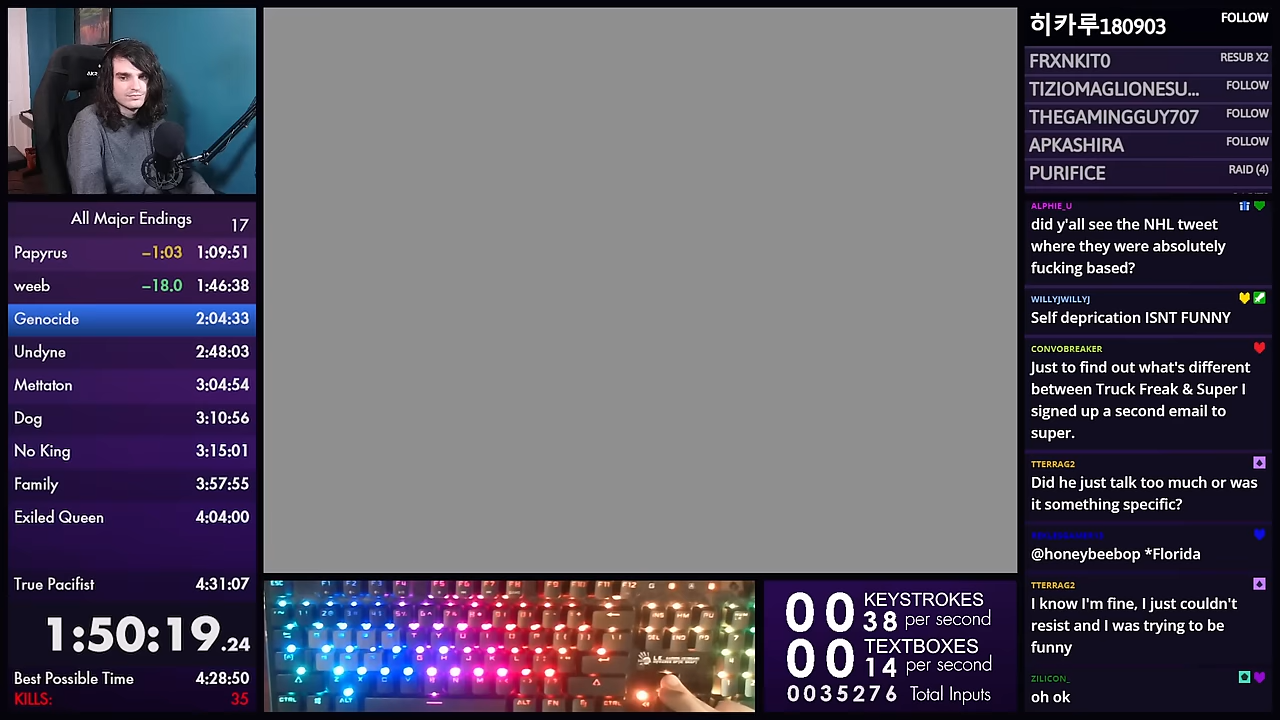 All Major Endings 17
Papyrus −1:03 1:09:51
weeb −18.0 1:46:38
Genocide 2:04:33
Undyne 2:48:03
Mettaton 3:04:54
Dog 3:10:56
No King 3:15:01
Family 3:57:55
Exiled Queen 4:04:00
True Pacifist 4:31:07
1:50:19.24
Best Possible Time 4:28:50
KILLS: 35
00.38 KEYSTROKES per second
00.14 TEXTBOXES per second
0035276 Total Inputs
히카루180903 FOLLOW
FRXNKIT0 RESUB X2
TIZIOMAGLIONESU... FOLLOW
THEGAMINGGUY707 FOLLOW
APKASHIRA FOLLOW
PURIFICE RAID (4)
ALPHIE_U
did y'all see the NHL tweet
where they were absolutely
fucking based?
WILLYJWILLYJ
Self deprication ISNT FUNNY
CONVOBREAKER
Just to find out what's different
between Truck Freak & Super I
signed up a second email to
super.
TTERRAG2
Did he just talk too much or was
it something specific?
@honeybeebop *Florida
TTERRAG2
I know I'm fine, I just couldn't
resist and I was trying to be
funny
ZILICON_
oh ok